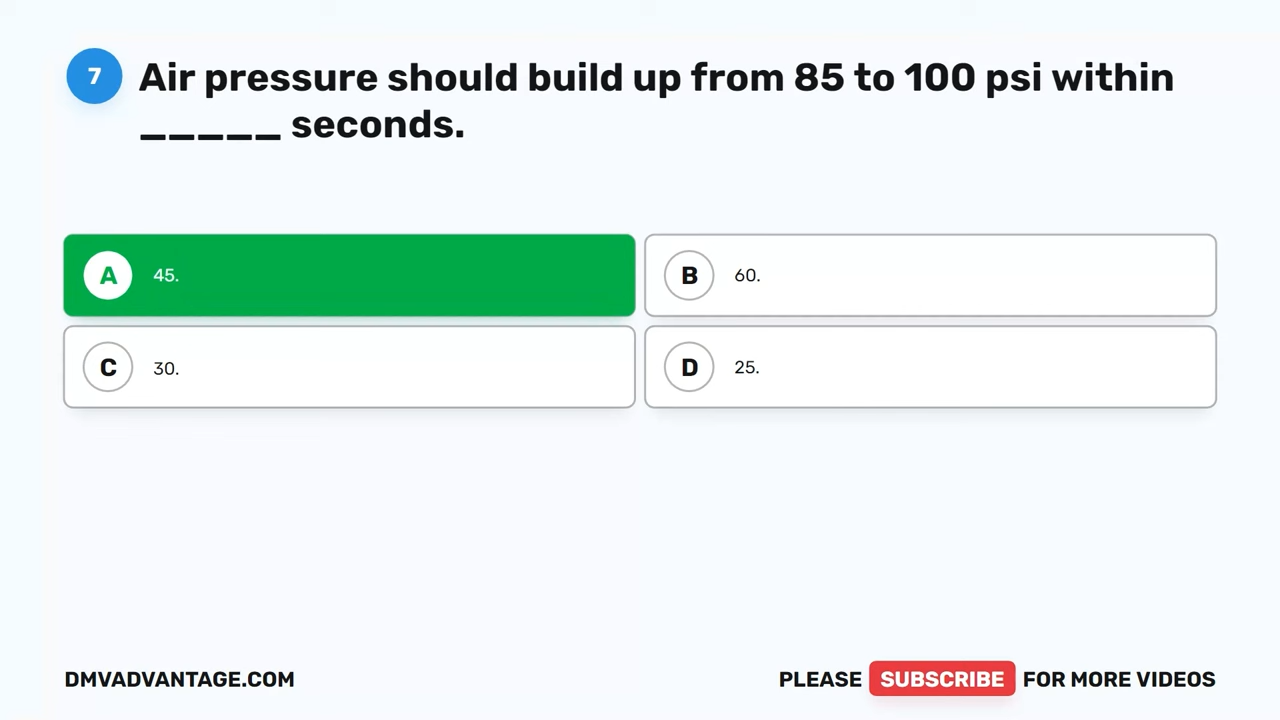 7
Air pressure should build up from 85 to 100 psi within
_____ seconds.
A 45.
B 60.
C 30.
D 25.
DMVADVANTAGE.COM
PLEASE SUBSCRIBE FOR MORE VIDEOS